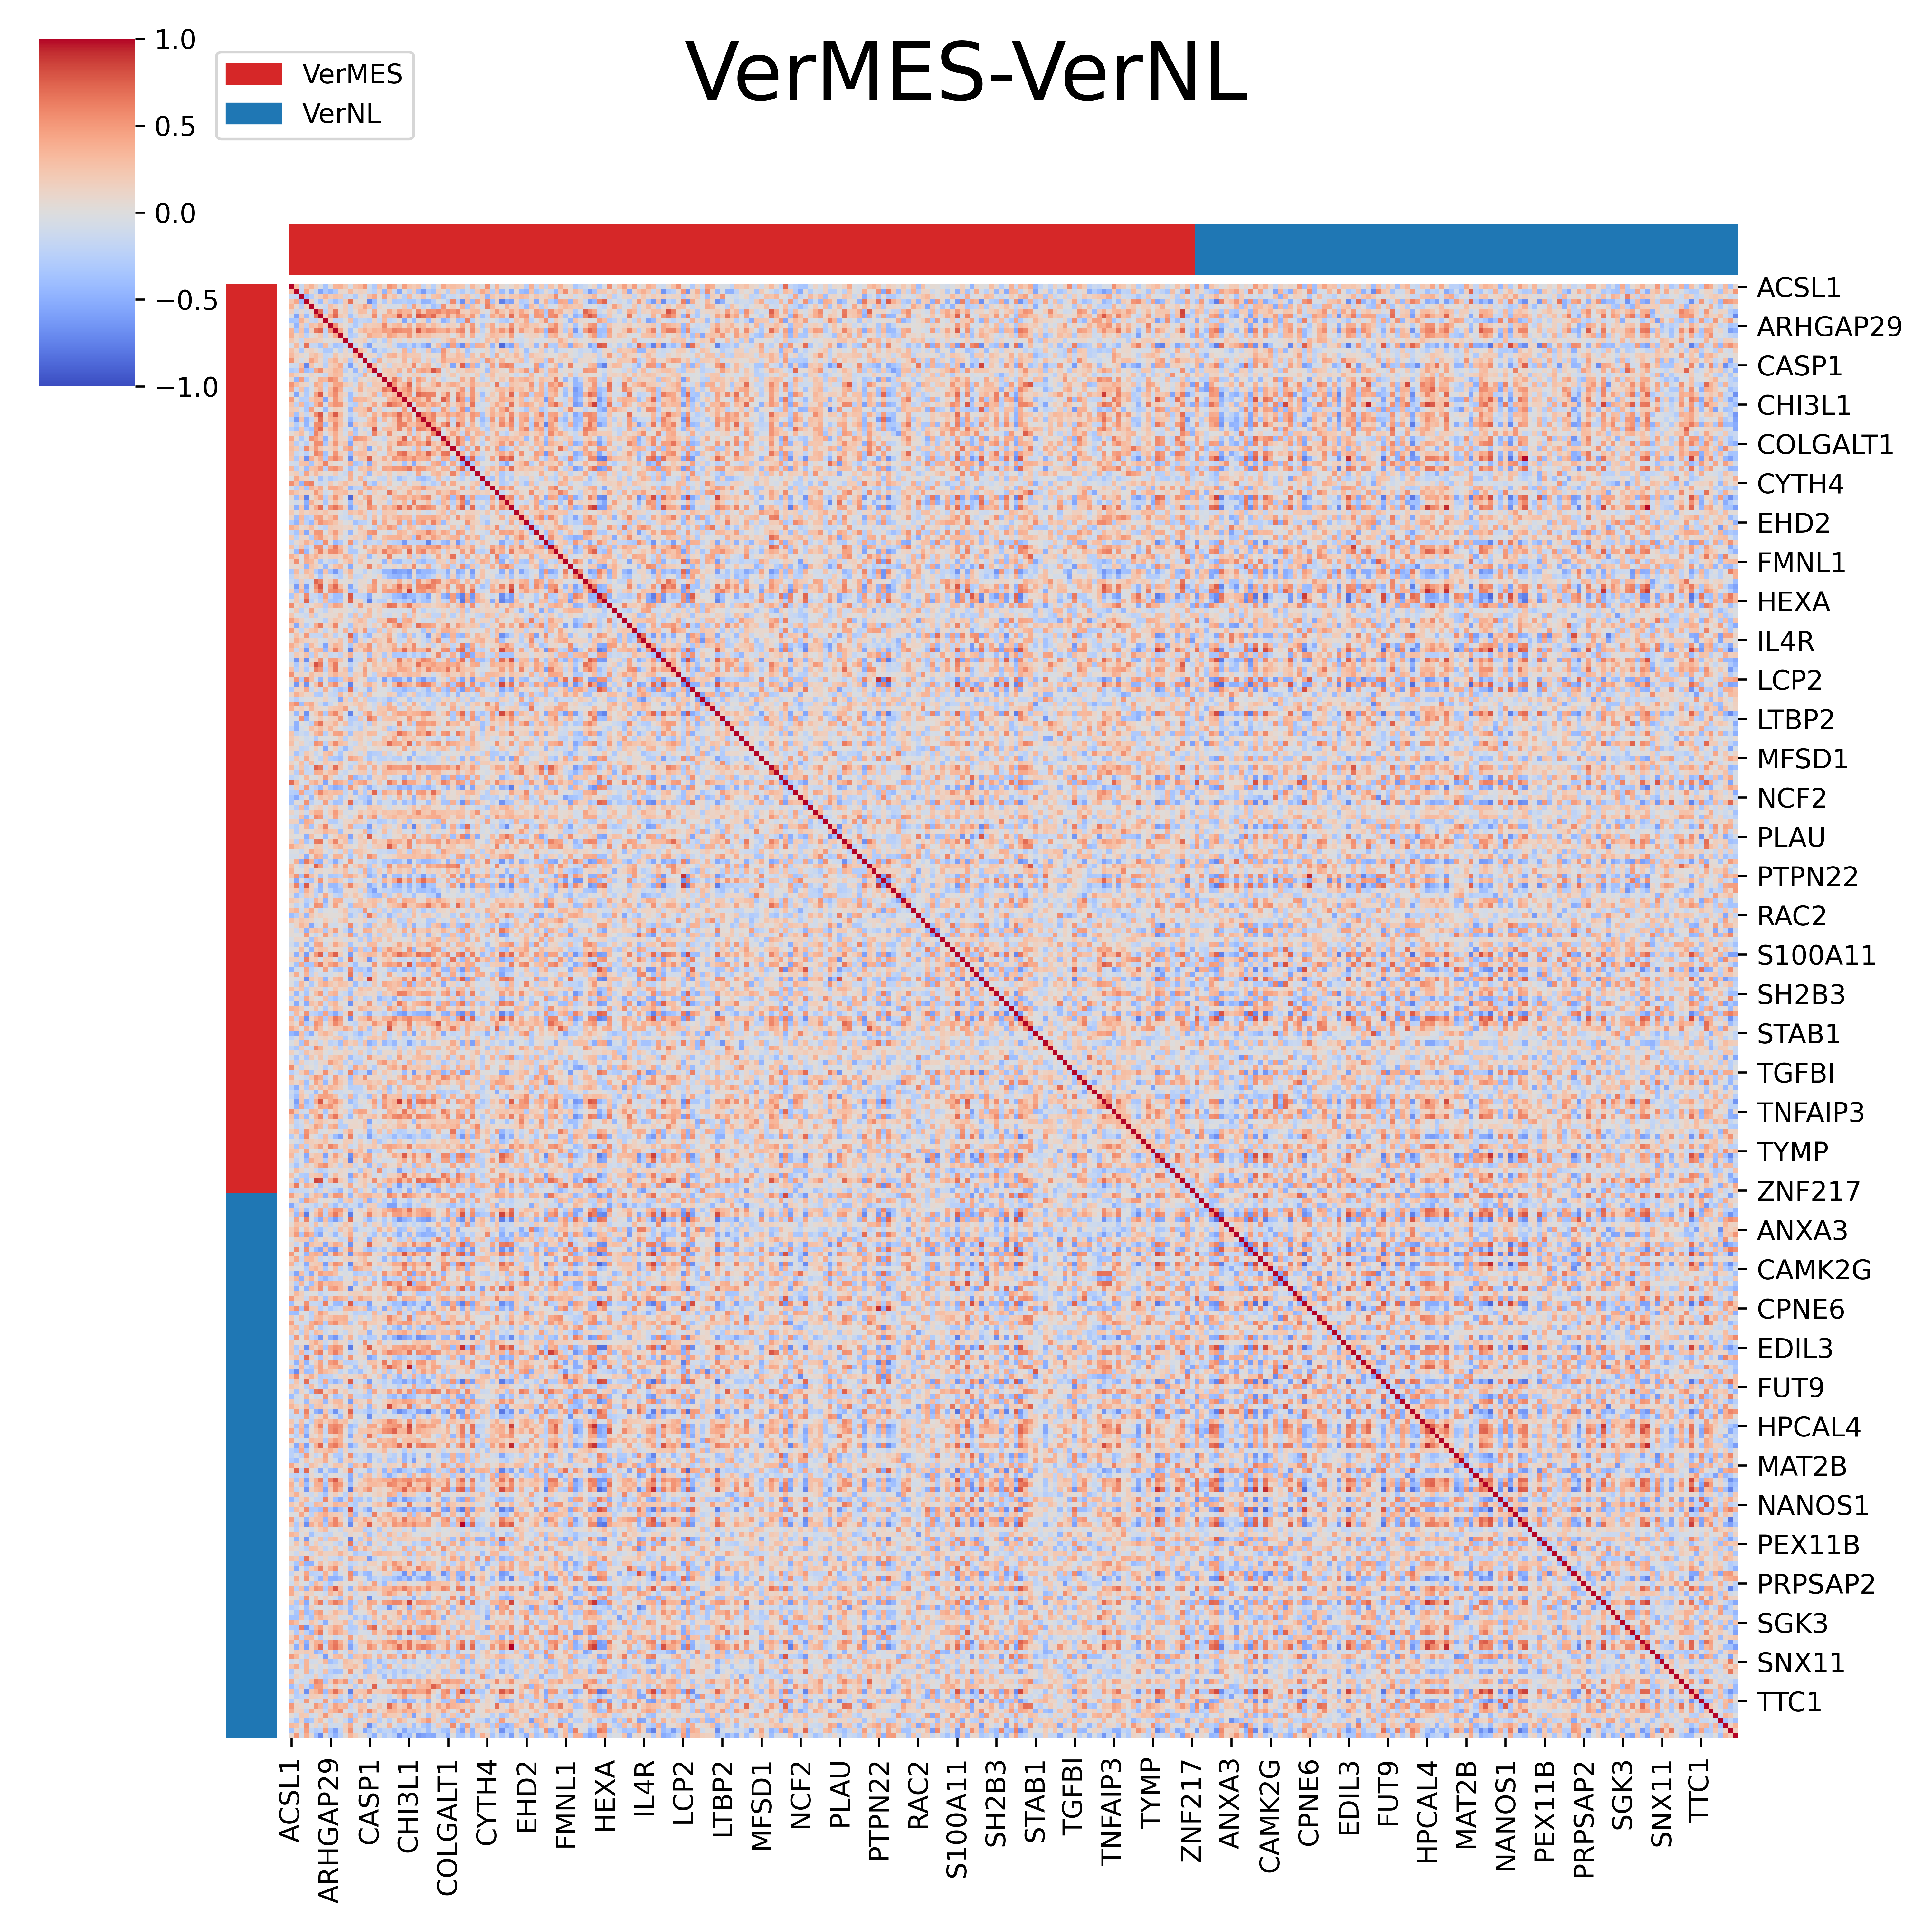 VerMES-VerNL
1.0
0.5
0.0
−0.5
−1.0
VerMES
VerNL
ACSL1
ARHGAP29
CASP1
CHI3L1
COLGALT1
CYTH4
EHD2
FMNL1
HEXA
IL4R
LCP2
LTBP2
MFSD1
NCF2
PLAU
PTPN22
RAC2
S100A11
SH2B3
STAB1
TGFBI
TNFAIP3
TYMP
ZNF217
ANXA3
CAMK2G
CPNE6
EDIL3
FUT9
HPCAL4
MAT2B
NANOS1
PEX11B
PRPSAP2
SGK3
SNX11
TTC1
ACSL1
ARHGAP29
CASP1
CHI3L1
COLGALT1
CYTH4
EHD2
FMNL1
HEXA
IL4R
LCP2
LTBP2
MFSD1
NCF2
PLAU
PTPN22
RAC2
S100A11
SH2B3
STAB1
TGFBI
TNFAIP3
TYMP
ZNF217
ANXA3
CAMK2G
CPNE6
EDIL3
FUT9
HPCAL4
MAT2B
NANOS1
PEX11B
PRPSAP2
SGK3
SNX11
TTC1